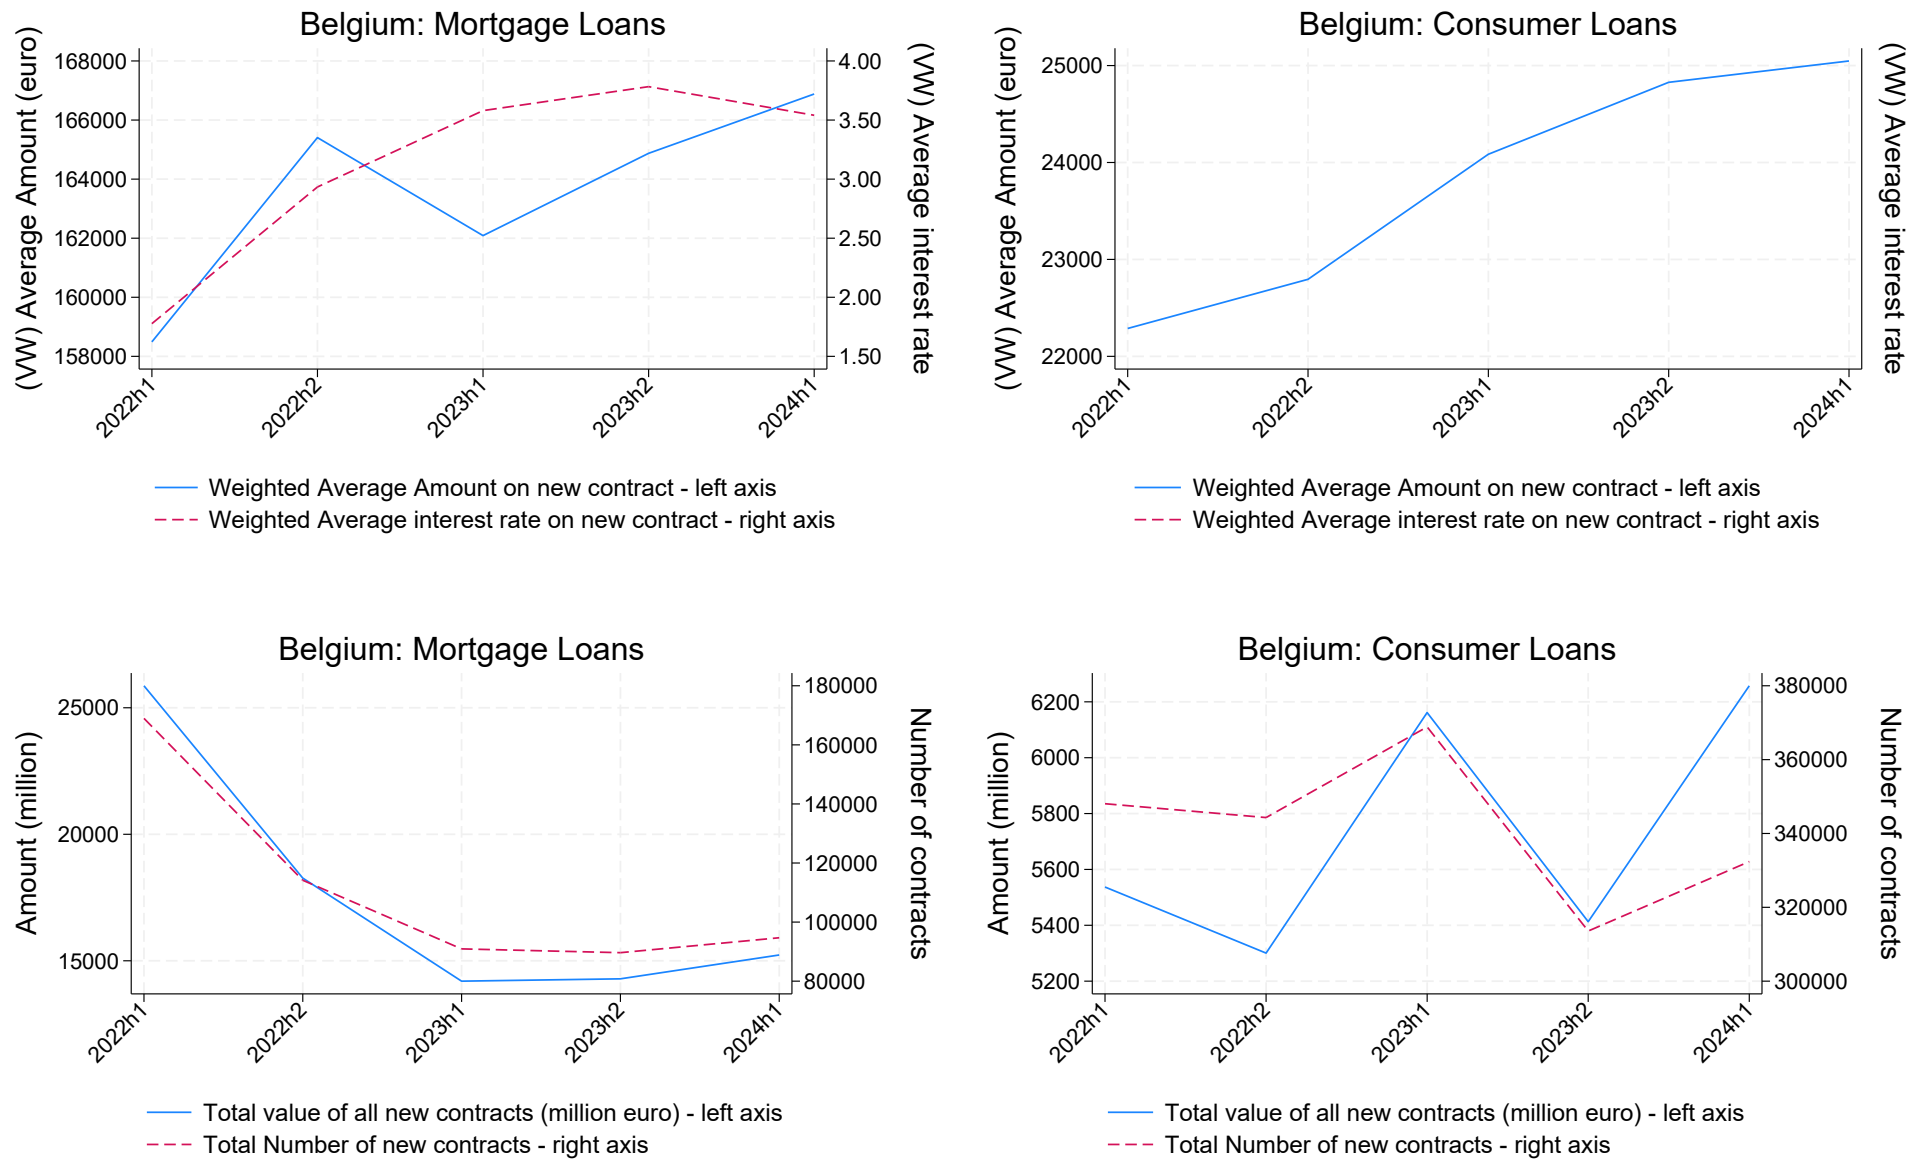 Belgium: Mortgage Loans
(VW) Average Amount (euro)
168000
166000
164000
162000
160000
158000
4.00
3.50
3.00
2.50
2.00
1.50
(VW) Average interest rate
2022h1
2022h2
2023h1
2023h2
2024h1
Weighted Average Amount on new contract - left axis
Weighted Average interest rate on new contract - right axis
Belgium: Consumer Loans
(VW) Average Amount (euro)
25000
24000
23000
22000
(VW) Average interest rate
2022h1
2022h2
2023h1
2023h2
2024h1
Weighted Average Amount on new contract - left axis
Weighted Average interest rate on new contract - right axis
Belgium: Mortgage Loans
Amount (million)
25000
20000
15000
180000
160000
140000
120000
100000
80000
Number of contracts
2022h1
2022h2
2023h1
2023h2
2024h1
Total value of all new contracts (million euro) - left axis
Total Number of new contracts - right axis
Belgium: Consumer Loans
Amount (million)
6200
6000
5800
5600
5400
5200
380000
360000
340000
320000
300000
Number of contracts
2022h1
2022h2
2023h1
2023h2
2024h1
Total value of all new contracts (million euro) - left axis
Total Number of new contracts - right axis